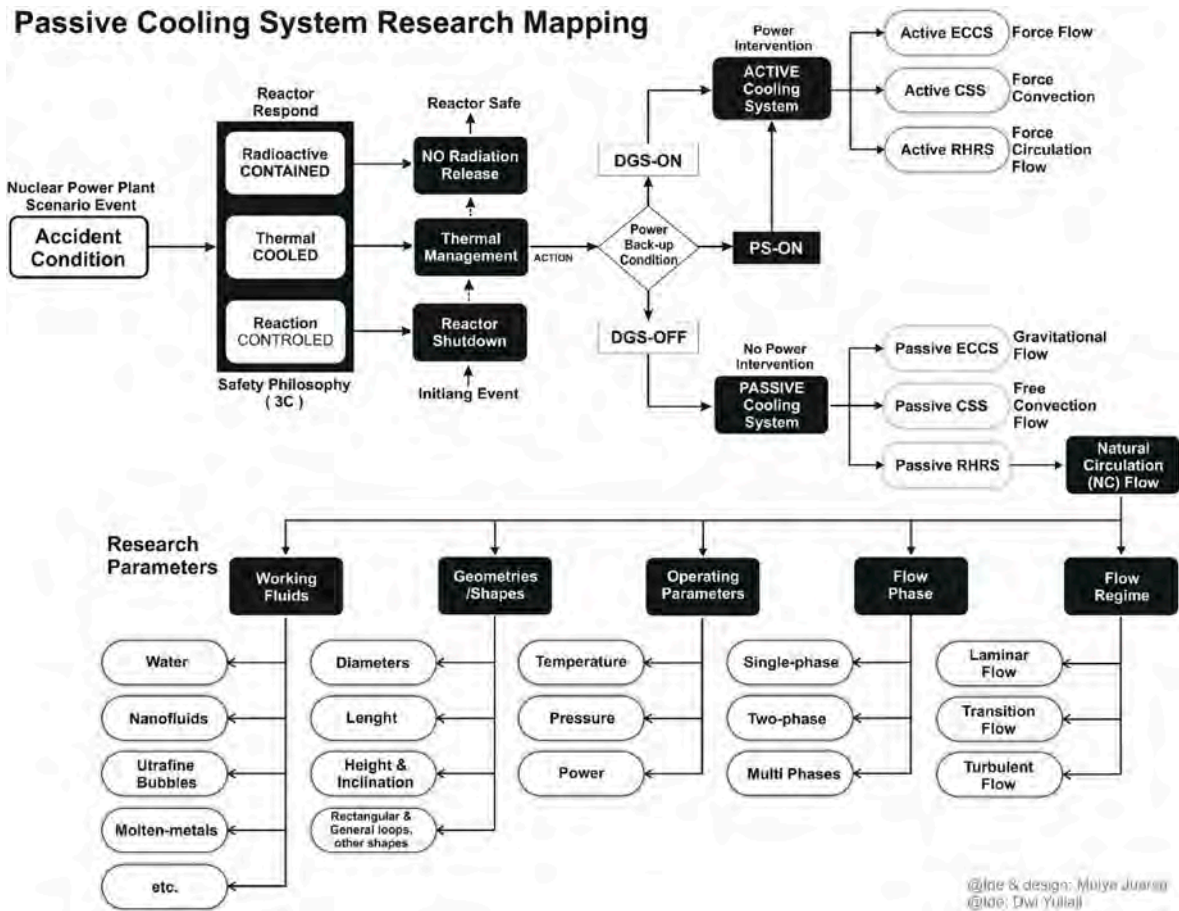 Passive Cooling System Research Mapping
Nuclear Power Plant
Scenario Event
Accident
Condition
Reactor
Respond
Radioactive
CONTAINED
Thermal
COOLED
Reaction
CONTROLED
Safety Philosophy
( 3C )
Reactor Safe
NO Radiation
Release
Thermal
Management
Reactor
Shutdown
Initiang Event
ACTION
Power
Back-up
Condition
DGS-ON
PS-ON
DGS-OFF
Power
Intervention
ACTIVE
Cooling
System
Active ECCS
Force Flow
Active CSS
Force
Convection
Active RHRS
Force
Circulation
Flow
No Power
Intervention
PASSIVE
Cooling
System
Passive ECCS
Gravitational
Flow
Passive CSS
Free
Convection
Flow
Passive RHRS
Natural
Circulation
(NC) Flow
Research
Parameters
Working
Fluids
Water
Nanofluids
Utrafine
Bubbles
Molten-metals
etc.
Geometries
/Shapes
Diameters
Lenght
Height &
Inclination
Rectangular &
General loops,
other shapes
Operating
Parameters
Temperature
Pressure
Power
Flow
Phase
Single-phase
Two-phase
Multi Phases
Flow
Regime
Laminar
Flow
Transition
Flow
Turbulent
Flow
@Ide & design: Mulya Juarsa
@Ide: Dwi Yuliaji